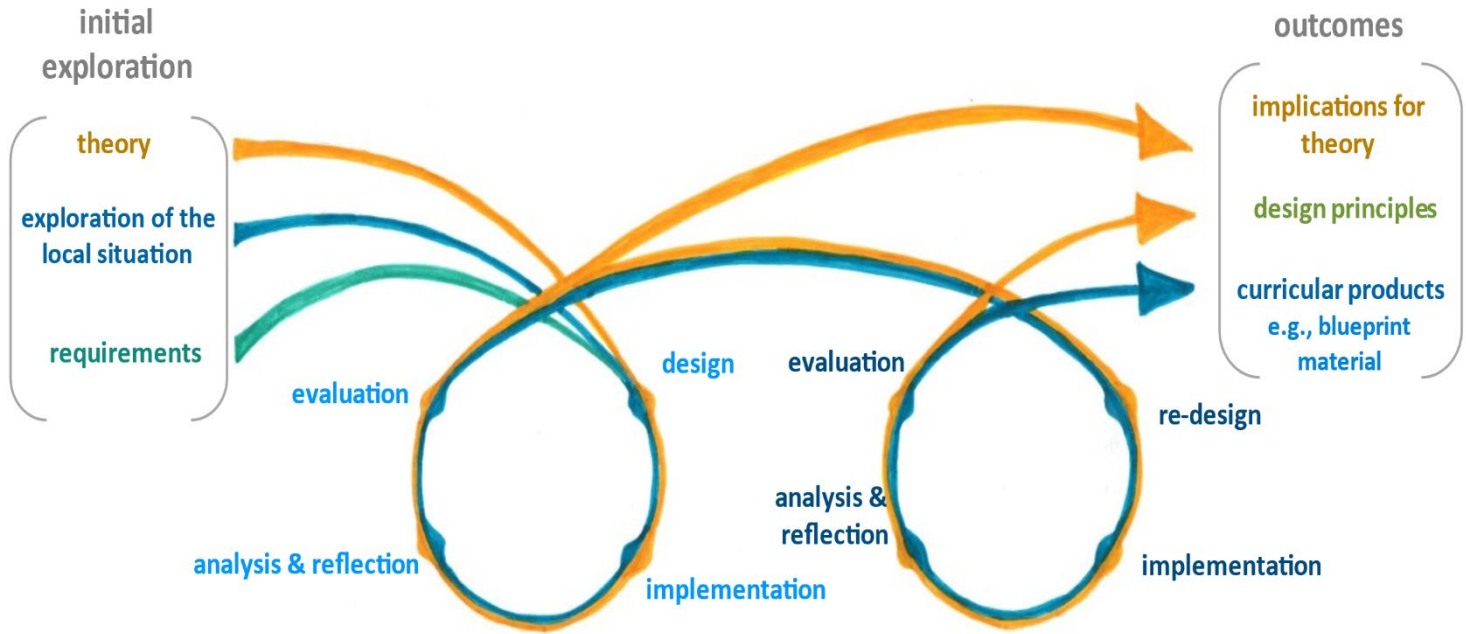 initial
exploration
theory
exploration of the
local situation
requirements
evaluation
design
analysis & reflection
implementation
evaluation
re-design
analysis &
reflection
implementation
outcomes
implications for
theory
design principles
curricular products
e.g., blueprint
material